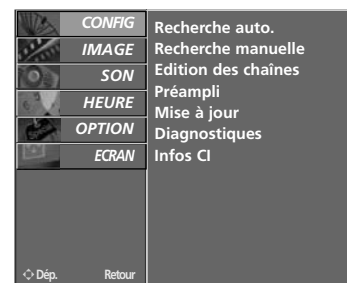 CONFIG
IMAGE
SON
HEURE
OPTION
ECRAN
Dép. Retour
Recherche auto.
Recherche manuelle
Edition des chaînes
Préampli
Mise à jour
Diagnostiques
Infos CI